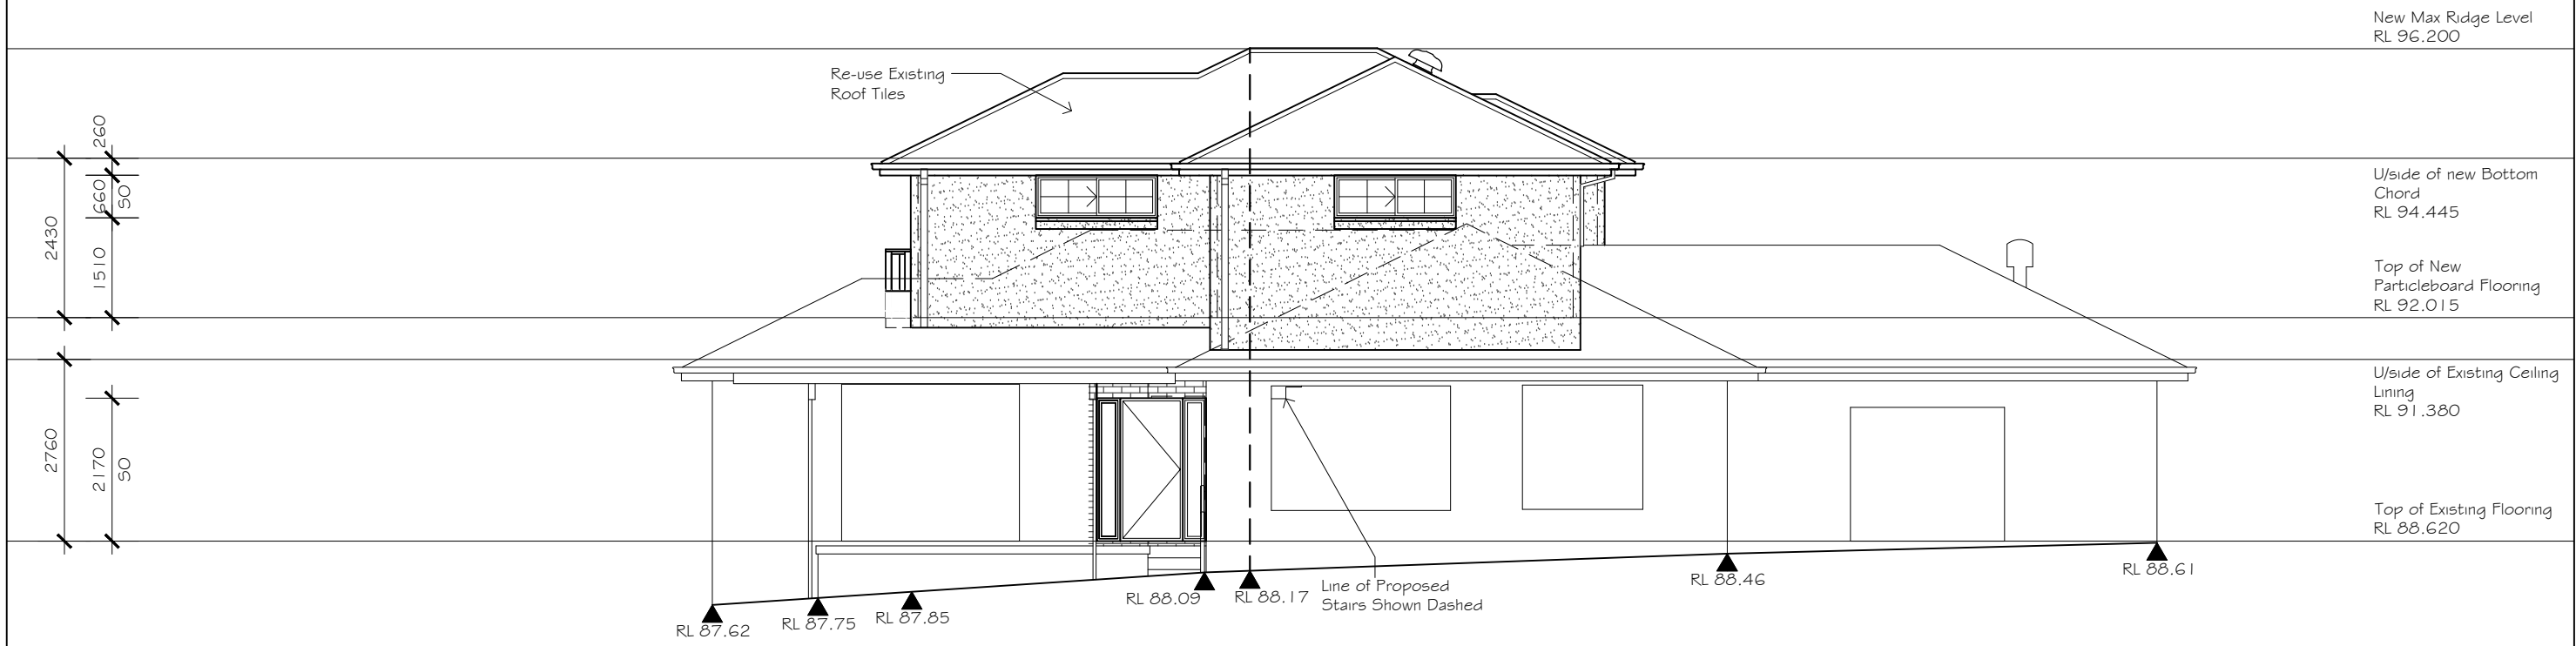 New Max Ridge Level
RL 96.200
Re-use Existing
Roof Tiles
260
660
50
2430
1510
U/side of new Bottom
Chord
RL 94.445
Top of New
Particleboard Flooring
RL 92.015
U/side of Existing Ceiling
Lining
RL 91.380
2760
2170
50
Top of Existing Flooring
RL 88.620
RL 87.62
RL 87.75
RL 87.85
RL 88.09
RL 88.17
Line of Proposed
Stairs Shown Dashed
RL 88.46
RL 88.61